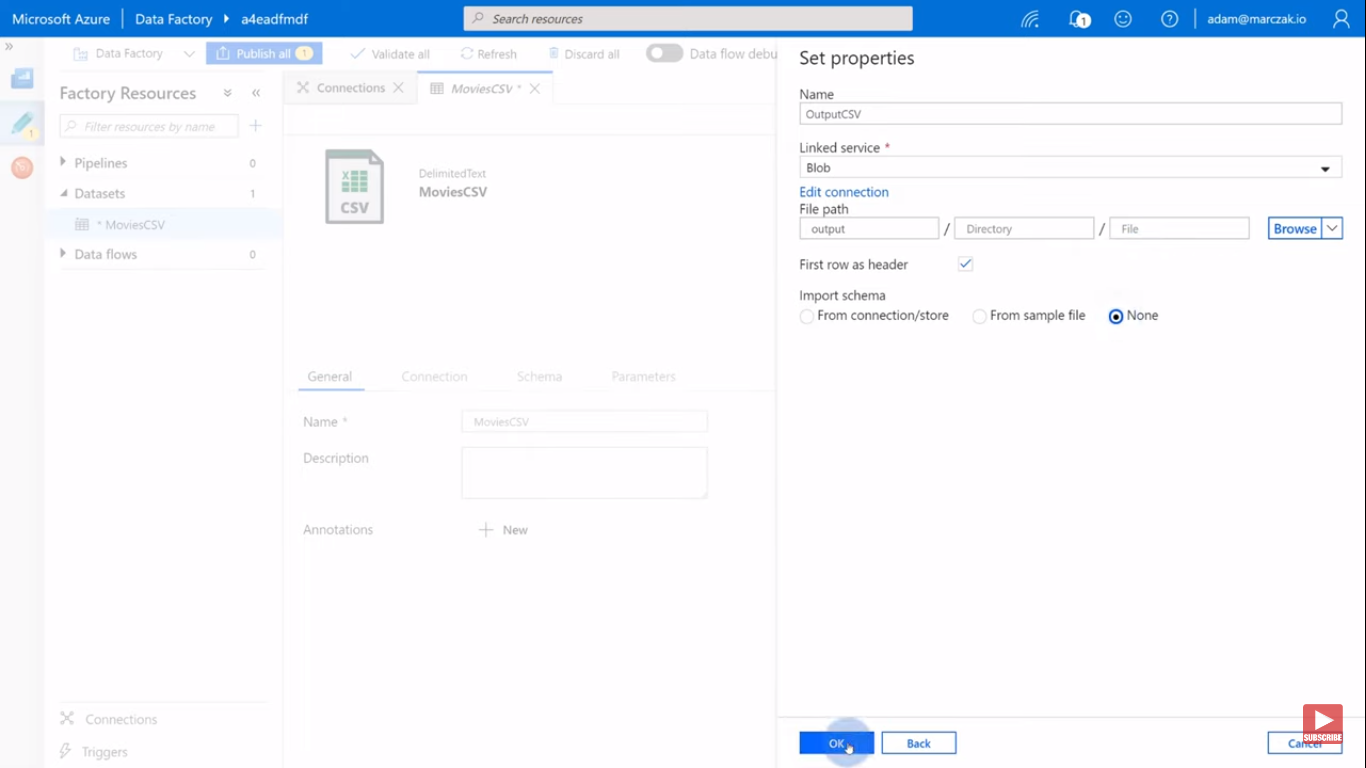 Microsoft Azure Data Factory a4eadfmdf Search resources 1 adam@marczak.io
Data Factory Publish all 1 Validate all Refresh Discard all Data flow debu
Factory Resources
Filter resources by name
1
Pipelines 0
Datasets 1
* MoviesCSV
Data flows 0
Connections
Triggers
Connections MoviesCSV *
CSV
DelimitedText
MoviesCSV
General Connection Schema Parameters
Name * MoviesCSV
Description
Annotations New
Set properties
Name
OutputCSV
Linked service *
Blob
Edit connection
File path
output / Directory / File Browse
First row as header
Import schema
From connection/store From sample file None
OK Back Cancel
SUBSCRIBE